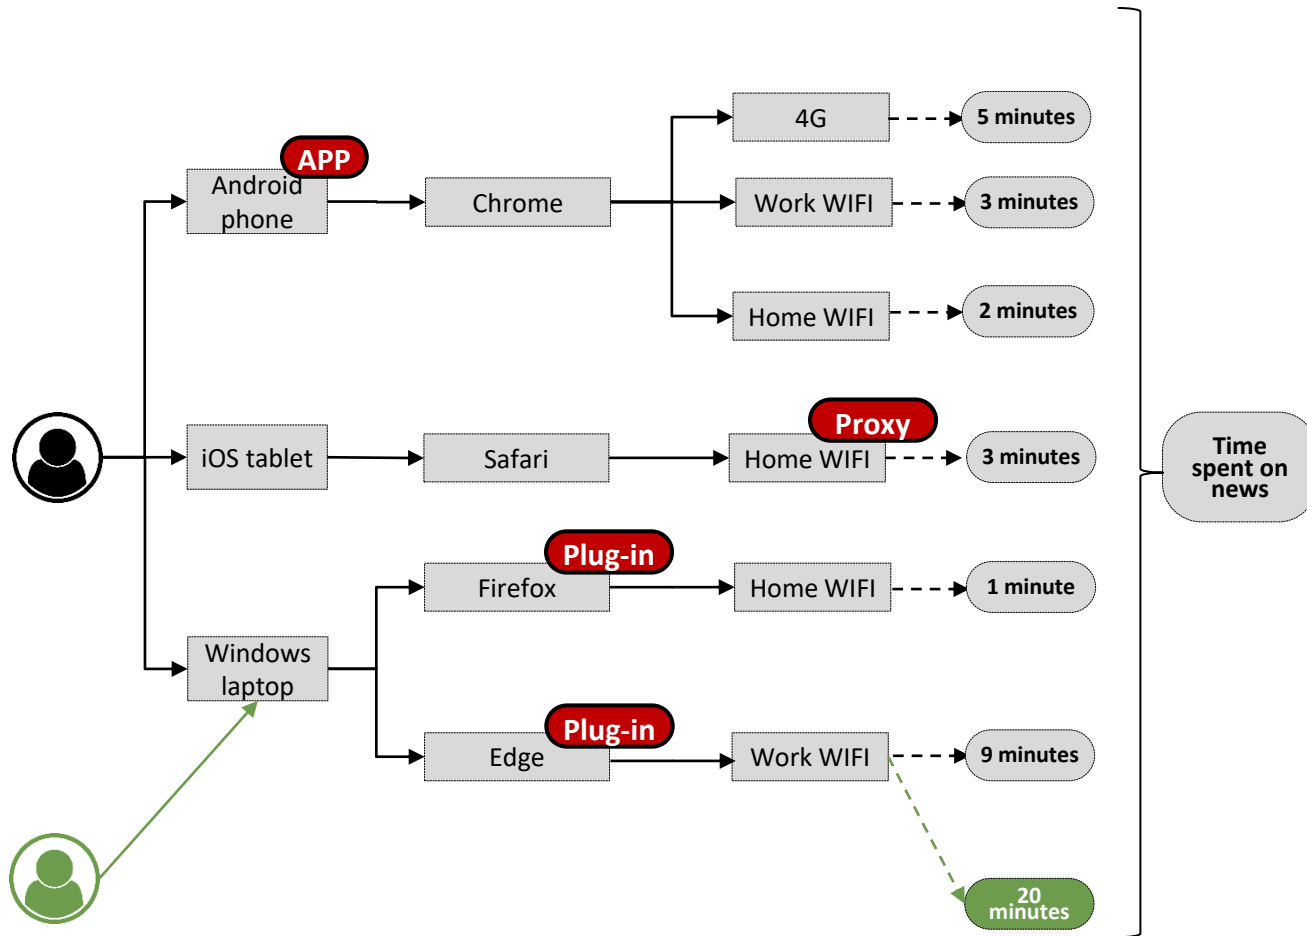 4G
5 minutes
APP
Android
phone
Chrome
Work WIFI
3 minutes
Home WIFI
2 minutes
Proxy
iOS tablet
Safari
Home WIFI
3 minutes
Time
spent on
news
Plug-in
Firefox
Home WIFI
1 minute
Windows
laptop
Plug-in
Edge
Work WIFI
9 minutes
20
minutes